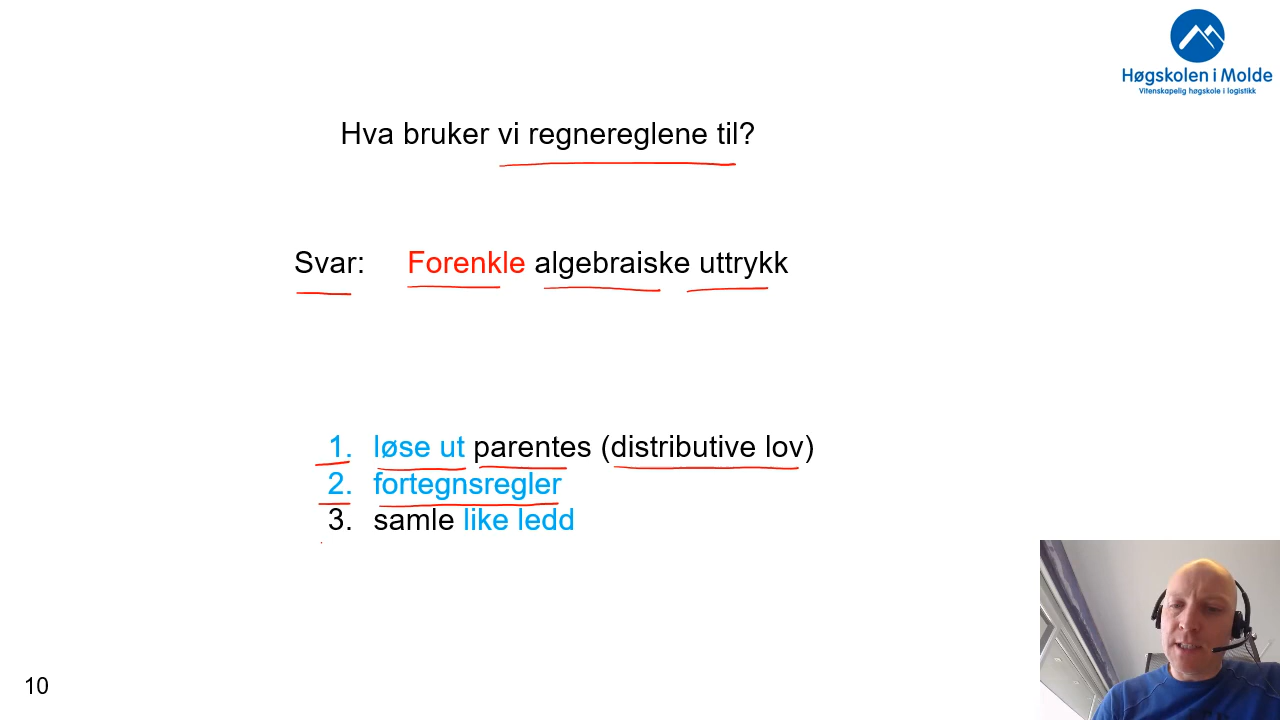 Høgskolen i Molde
Vitenskapelig høgskole i logistikk
Hva bruker vi regnereglene til?
Svar: Forenkle algebraiske uttrykk
1. løse ut parentes (distributive lov)
2. fortegnsregler
3. samle like ledd
10